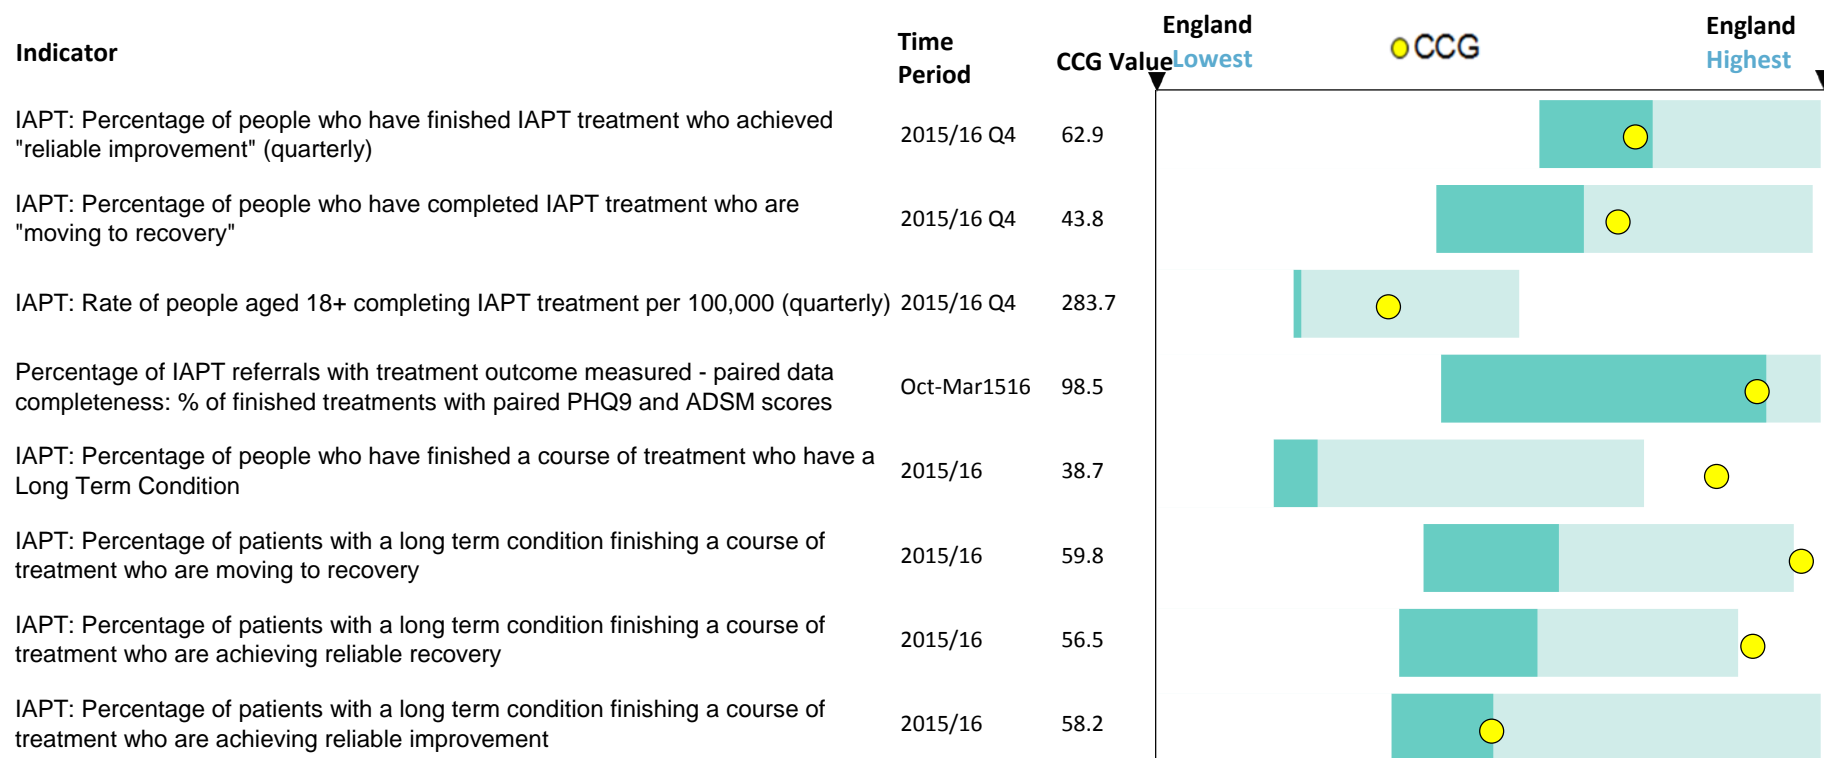 Indicator
Time Period
CCG Value
England Lowest
CCG
England Highest
IAPT: Percentage of people who have finished IAPT treatment who achieved
"reliable improvement" (quarterly)
2015/16 Q4
62.9
IAPT: Percentage of people who have completed IAPT treatment who are
"moving to recovery"
2015/16 Q4
43.8
IAPT: Rate of people aged 18+ completing IAPT treatment per 100,000 (quarterly)
2015/16 Q4
283.7
Percentage of IAPT referrals with treatment outcome measured - paired data
completeness: % of finished treatments with paired PHQ9 and ADSM scores
Oct-Mar1516
98.5
IAPT: Percentage of people who have finished a course of treatment who have a
Long Term Condition
2015/16
38.7
IAPT: Percentage of patients with a long term condition finishing a course of
treatment who are moving to recovery
2015/16
59.8
IAPT: Percentage of patients with a long term condition finishing a course of
treatment who are achieving reliable recovery
2015/16
56.5
IAPT: Percentage of patients with a long term condition finishing a course of
treatment who are achieving reliable improvement
2015/16
58.2